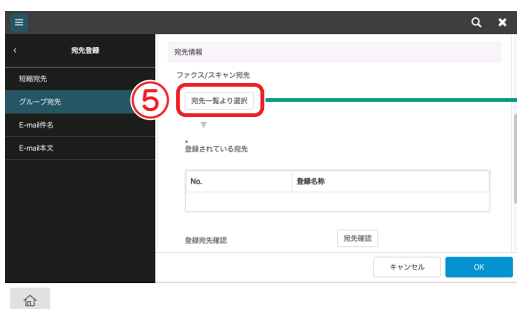 宛先登録
短縮宛先
グループ宛先
E-mail件名
E-mail本文
宛先情報
ファクス/スキャン宛先
⑤
宛先一覧より選択
▼
*
登録されている宛先
No. 登録名称
登録宛先確認 宛先確認
キャンセル OK